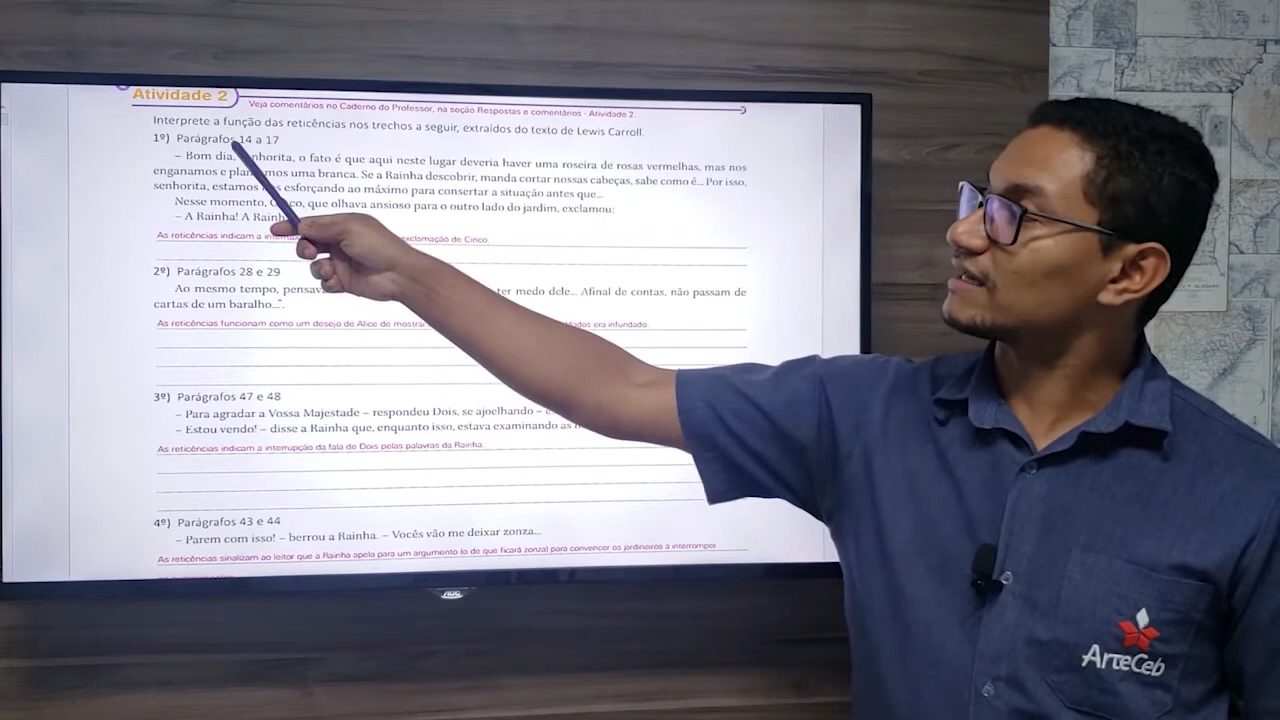 Atividade 2
Veja comentários no Caderno do Professor, na seção Respostas e comentários - Atividade 2.
Interprete a função das reticências nos trechos a seguir, extraídos do texto de Lewis Carroll.
1º) Parágrafos 14 a 17
– Bom dia, senhorita, o fato é que aqui neste lugar deveria haver uma roseira de rosas vermelhas, mas nos
enganamos e plantamos uma branca. Se a Rainha descobrir, manda cortar nossas cabeças, sabe como é... Por isso,
senhorita, estamos nos esforçando ao máximo para consertar a situação antes que...
Nesse momento, Cinco, que olhava ansioso para o outro lado do jardim, exclamou:
– A Rainha! A Rainh
As reticências indicam a exclamação de Cinco.
2º) Parágrafos 28 e 29
Ao mesmo tempo, ter medo dele... Afinal de contas, não passam de
cartas de um baralho...".
As reticências funcionam como um desejo de Alice de mostrar era infundado.
3º) Parágrafos 47 e 48
– Para agradar a Vossa Majestade – respondeu Dois, se ajoelhando –
– Estou vendo! – disse a Rainha que, enquanto isso, estava examinando as
As reticências indicam a interrupção da fala de Dois pelas palavras da Rainha.
4º) Parágrafos 43 e 44
– Parem com isso! – berrou a Rainha. – Vocês vão me deixar zonza...
As reticências sinalizam ao leitor que a Rainha apela para um argumento (o de que ficará zonza) para convencer os jardineiros a interromper
AOC
ArteCeb